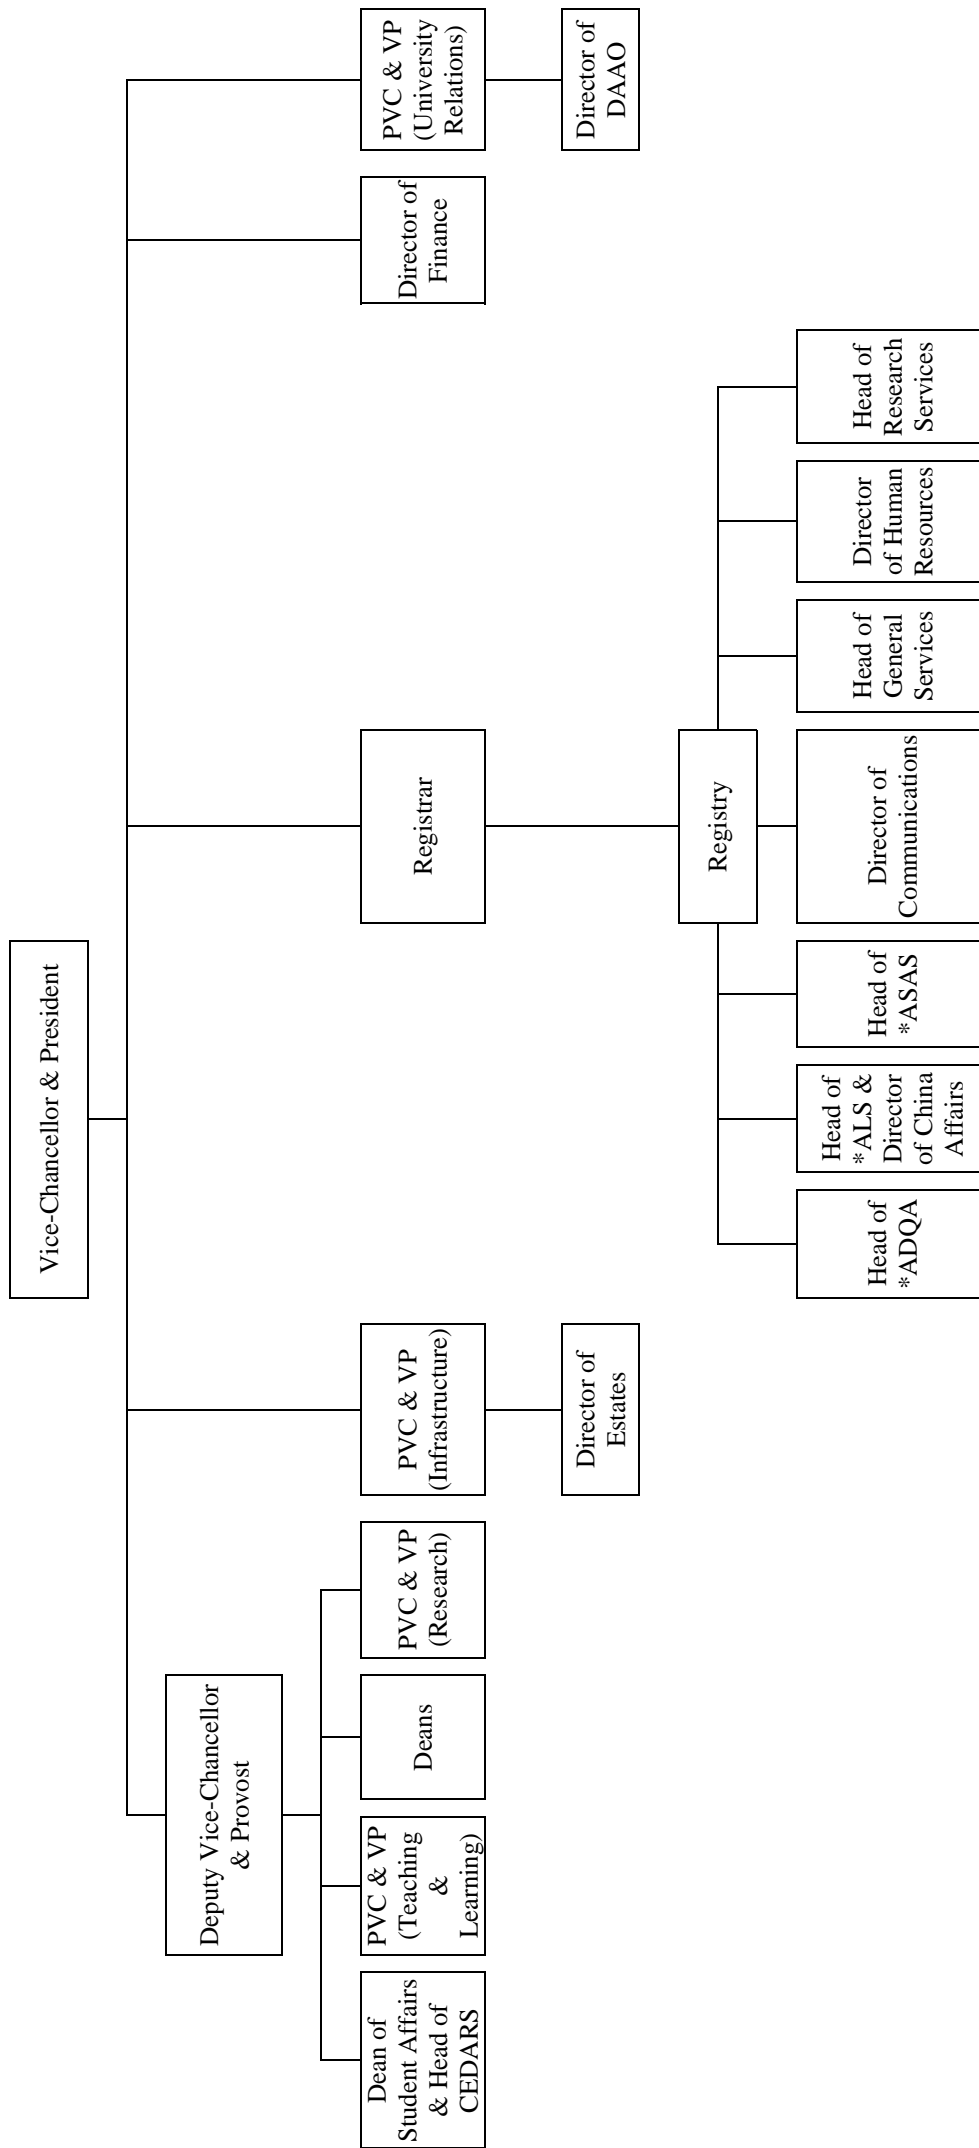 Vice-Chancellor & President
Deputy Vice-Chancellor
& Provost
Dean of
Student Affairs
& Head of
CEDARS
PVC & VP
(Teaching
&
Learning)
Deans
PVC & VP
(Research)
PVC & VP
(Infrastructure)
Registrar
Director of
Finance
PVC & VP
(University
Relations)
Director of
Estates
Director of
DAAO
Registry
Head of
*ADQA
Head of
*ALS &
Director
of China
Affairs
Head of
*ASAS
Director of
Communications
Head of
General
Services
Director
of Human
Resources
Head of
Research
Services